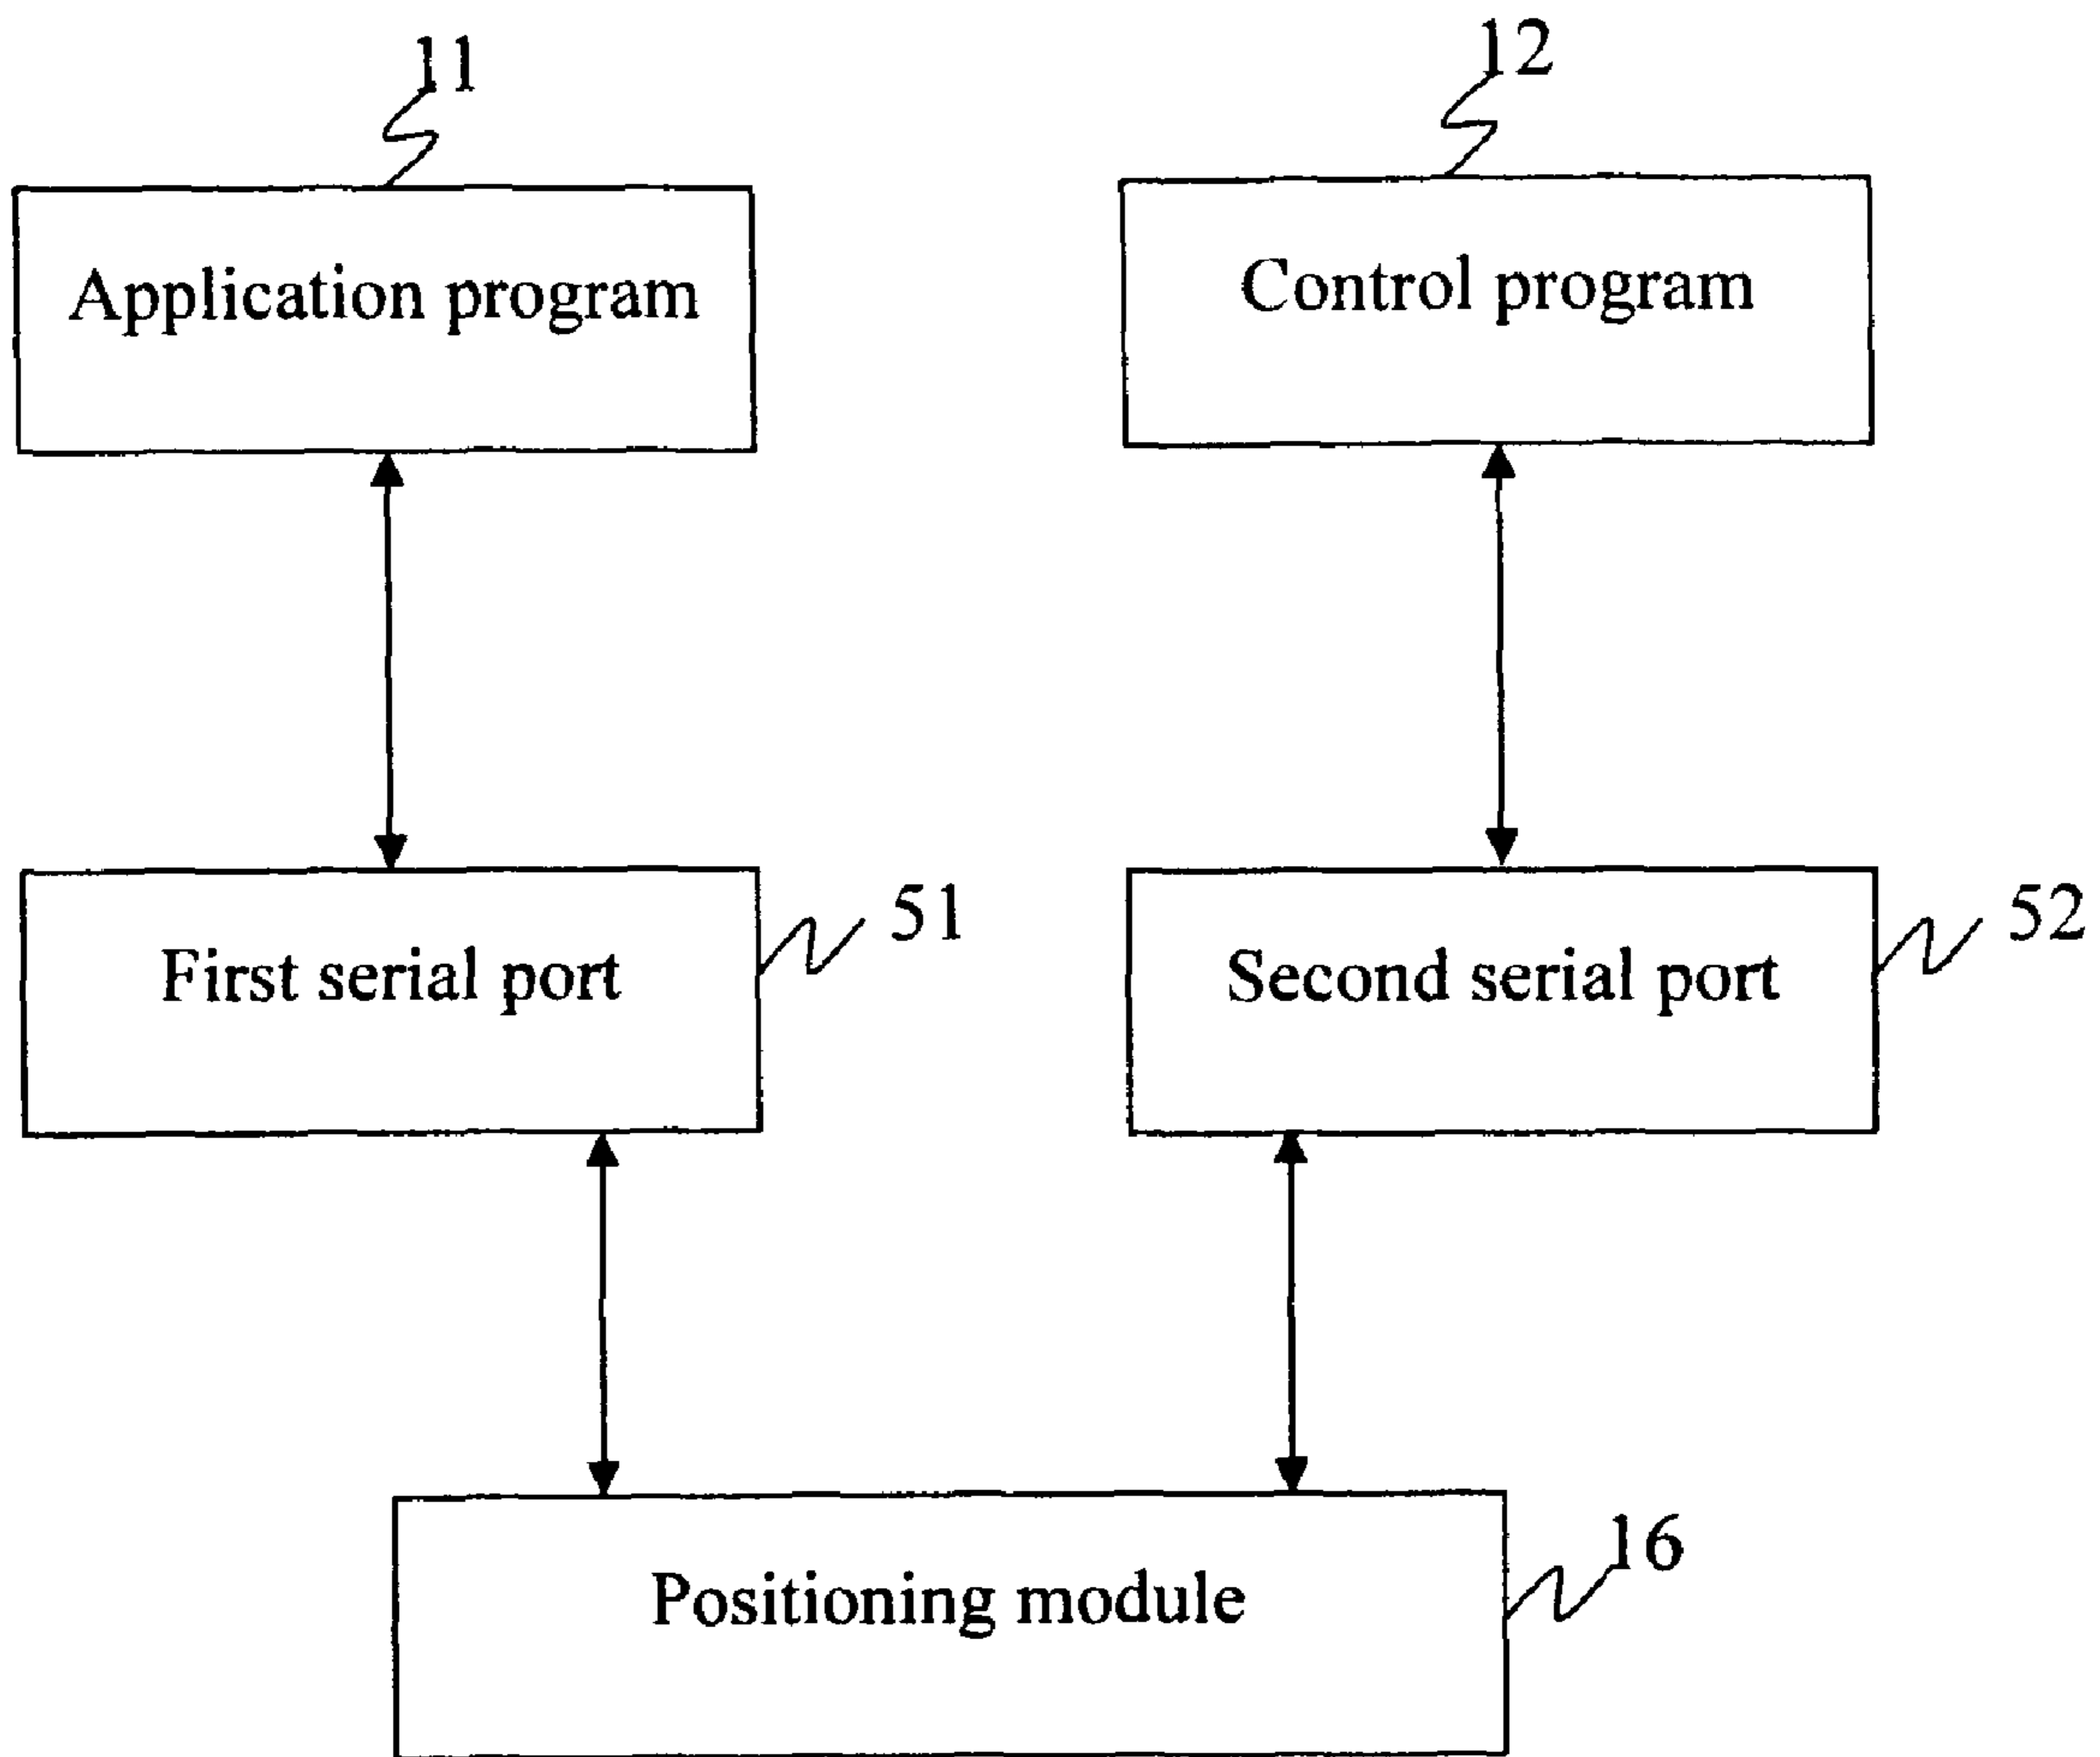 11
12
Application program
Control program
51
52
First serial port
Second serial port
16
Positioning module